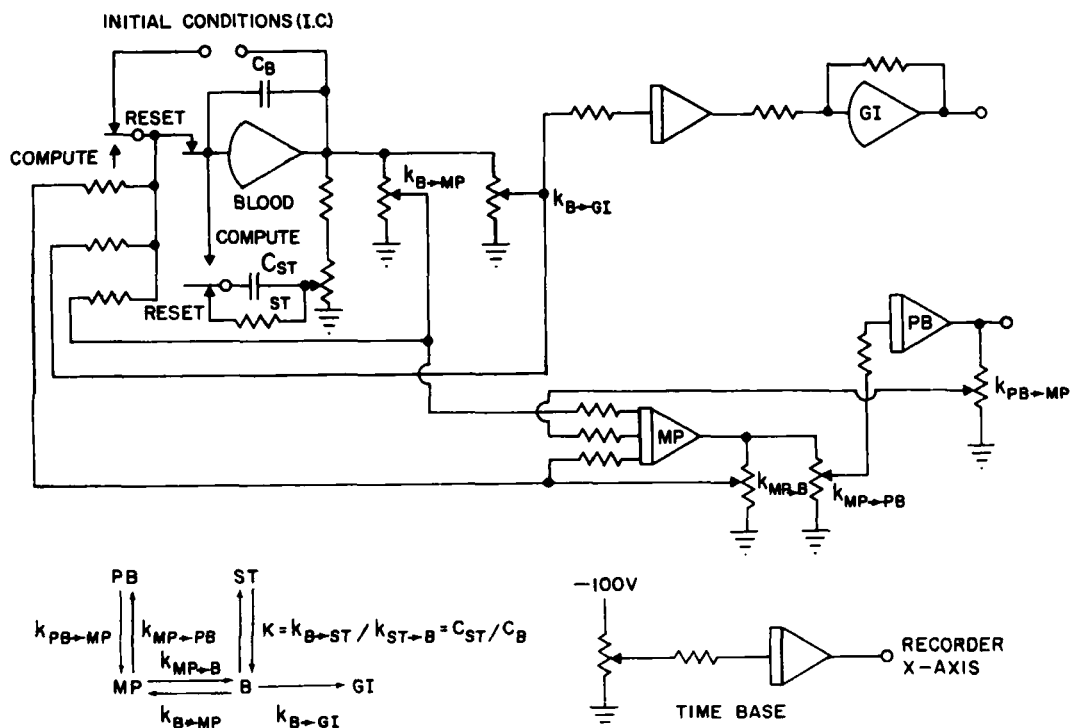 INITIAL CONDITIONS (I.C)
C_B
RESET
COMPUTE
BLOOD
k_B→MP
k_B→GI
GI
COMPUTE
C_ST
ST
RESET
PB
k_PB→MP
MP
k_MP→B
k_MP→PB
PB
ST
k_PB→MP
k_MP→PB
K = k_B→ST / k_ST→B = C_ST / C_B
k_MP→B
MP
B
GI
k_B→MP
k_B→GI
-100V
RECORDER
X-AXIS
TIME BASE